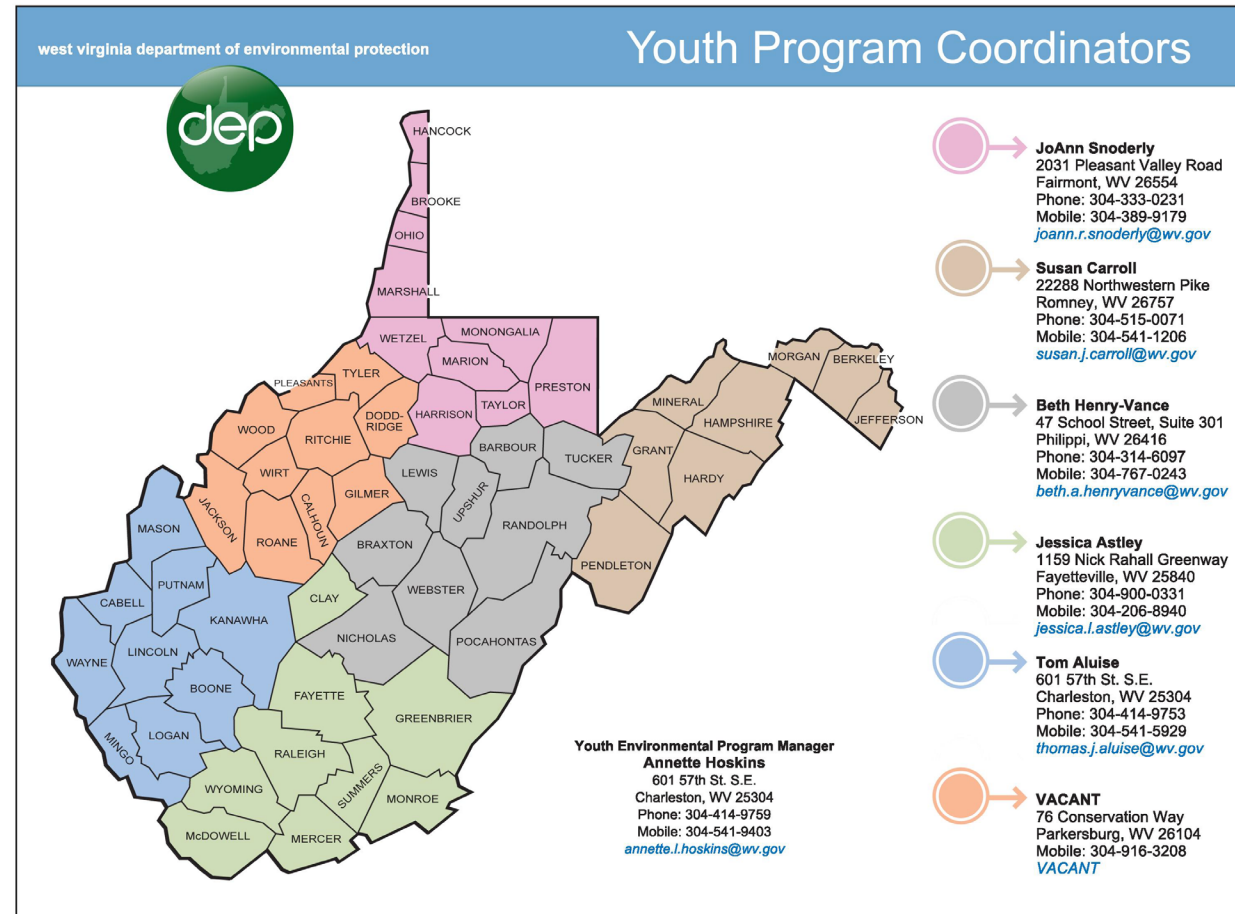 west virginia department of environmental protection
Youth Program Coordinators
dep
HANCOCK
BROOKE
OHIO
MARSHALL
WETZEL
MONONGALIA
MARION
PRESTON
TYLER
PLEASANTS
DODD-
RIDGE
HARRISON
TAYLOR
WOOD
RITCHIE
BARBOUR
TUCKER
WIRT
LEWIS
GILMER
UPSHUR
JACKSON
CALHOUN
ROANE
RANDOLPH
BRAXTON
MASON
PUTNAM
CABELL
KANAWHA
CLAY
WEBSTER
NICHOLAS
POCAHONTAS
WAYNE
LINCOLN
BOONE
FAYETTE
GREENBRIER
MINGO
LOGAN
RALEIGH
SUMMERS
WYOMING
MONROE
McDOWELL
MERCER
MORGAN
BERKELEY
JEFFERSON
MINERAL
HAMPSHIRE
GRANT
HARDY
PENDLETON
JoAnn Snoderly
2031 Pleasant Valley Road
Fairmont, WV 26554
Phone: 304-333-0231
Mobile: 304-389-9179
joann.r.snoderly@wv.gov
Susan Carroll
22288 Northwestern Pike
Romney, WV 26757
Phone: 304-515-0071
Mobile: 304-541-1206
susan.j.carroll@wv.gov
Beth Henry-Vance
47 School Street, Suite 301
Philippi, WV 26416
Phone: 304-314-6097
Mobile: 304-767-0243
beth.a.henryvance@wv.gov
Jessica Astley
1159 Nick Rahall Greenway
Fayetteville, WV 25840
Phone: 304-900-0331
Mobile: 304-206-8940
jessica.l.astley@wv.gov
Tom Aluise
601 57th St. S.E.
Charleston, WV 25304
Phone: 304-414-9753
Mobile: 304-541-5929
thomas.j.aluise@wv.gov
VACANT
76 Conservation Way
Parkersburg, WV 26104
Mobile: 304-916-3208
VACANT
Youth Environmental Program Manager
Annette Hoskins
601 57th St. S.E.
Charleston, WV 25304
Phone: 304-414-9759
Mobile: 304-541-9403
annette.l.hoskins@wv.gov